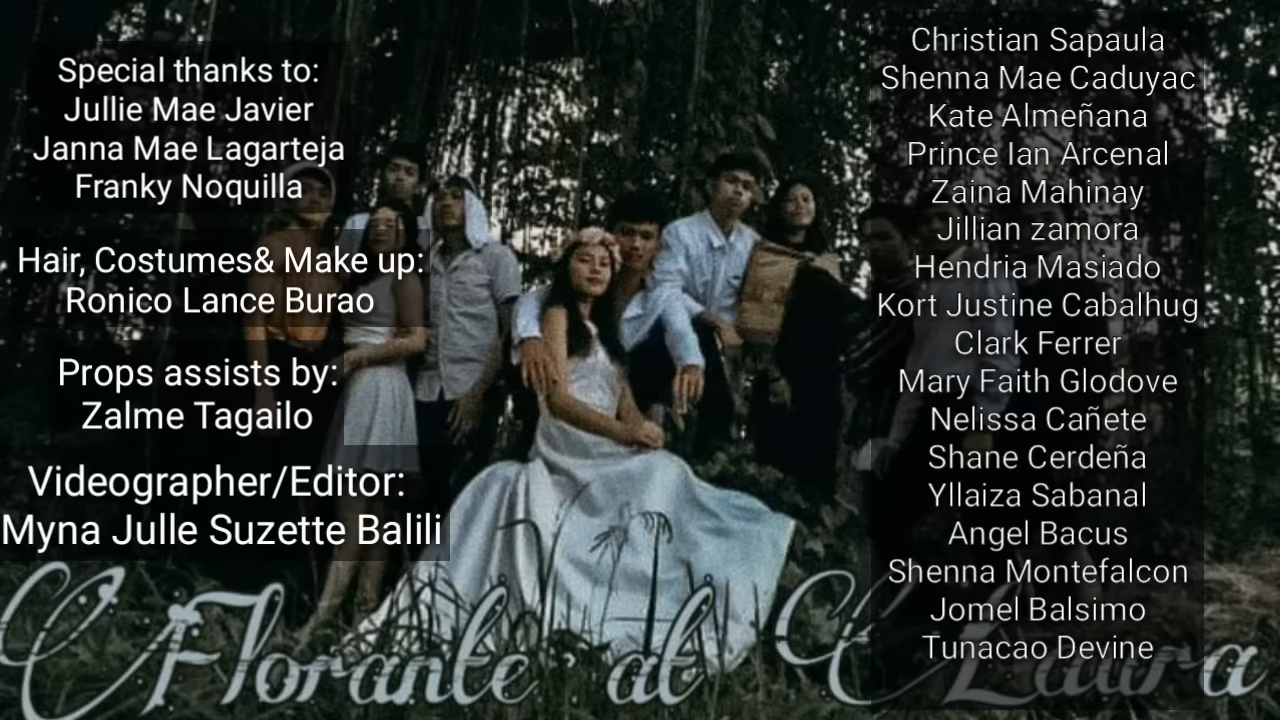 Special thanks to:
Jullie Mae Javier
Janna Mae Lagarteja
Franky Noquilla
Hair, Costumes& Make up:
Ronico Lance Burao
Props assists by:
Zalme Tagailo
Videographer/Editor:
Myna Julle Suzette Balili
Christian Sapaula
Shenna Mae Caduyac
Kate Almeñana
Prince Ian Arcenal
Zaina Mahinay
Jillian zamora
Hendria Masiado
Kort Justine Cabalhug
Clark Ferrer
Mary Faith Glodove
Nelissa Cañete
Shane Cerdeña
Yllaiza Sabanal
Angel Bacus
Shenna Montefalcon
Jomel Balsimo
Tunacao Devine
Florante at Laura